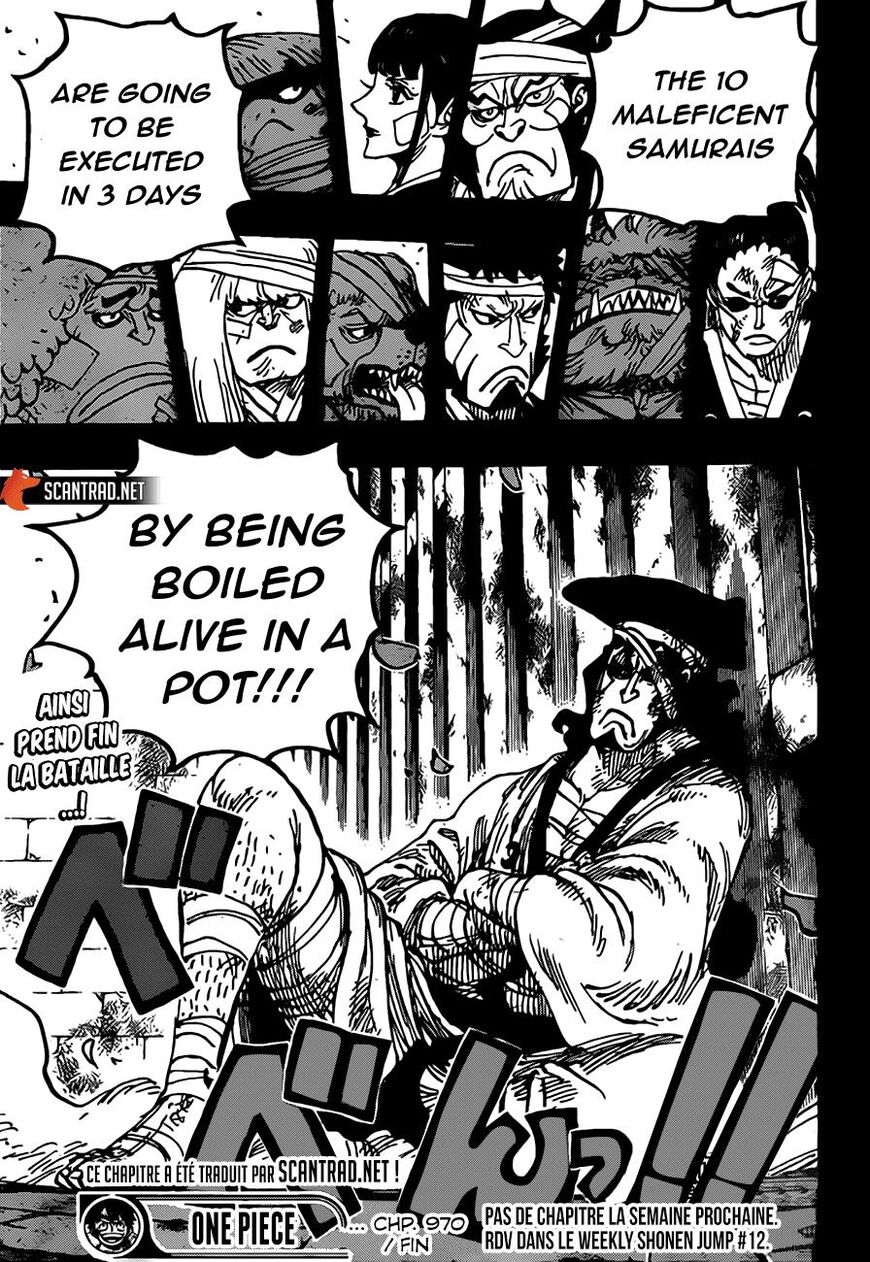 THE 10
MALEFICENT
SAMURAIS
ARE GOING
TO BE
EXECUTED
IN 3 DAYS
SCANTRAD.NET
BY BEING
BOILED
ALIVE IN A
POT!!!
AINSI
PREND FIN
LA BATAILLE
...!
ベベんっ!!
CE CHAPITRE A ÉTÉ TRADUIT PAR SCANTRAD.NET !
ONE PIECE
... CHP. 970
/ FIN
PAS DE CHAPITRE LA SEMAINE PROCHAINE.
RDV DANS LE WEEKLY SHONEN JUMP #12.